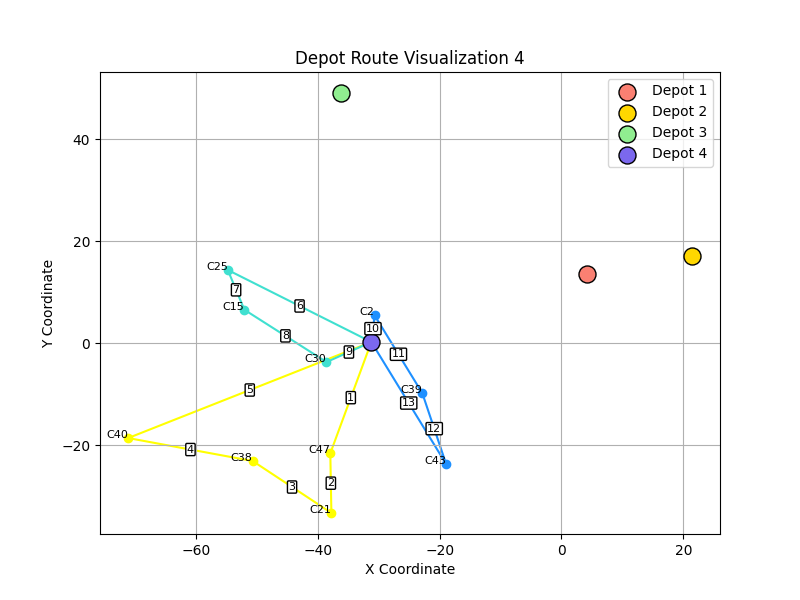 Depot Route Visualization 4
Depot 1
Depot 2
Depot 3
Depot 4
40
20
0
−20
−60
−40
−20
0
20
X Coordinate
Y Coordinate
C25
7
C15
6
8
C30
9
C2
10
11
C39
13
12
C43
5
1
C40
4
C38
C47
3
2
C21